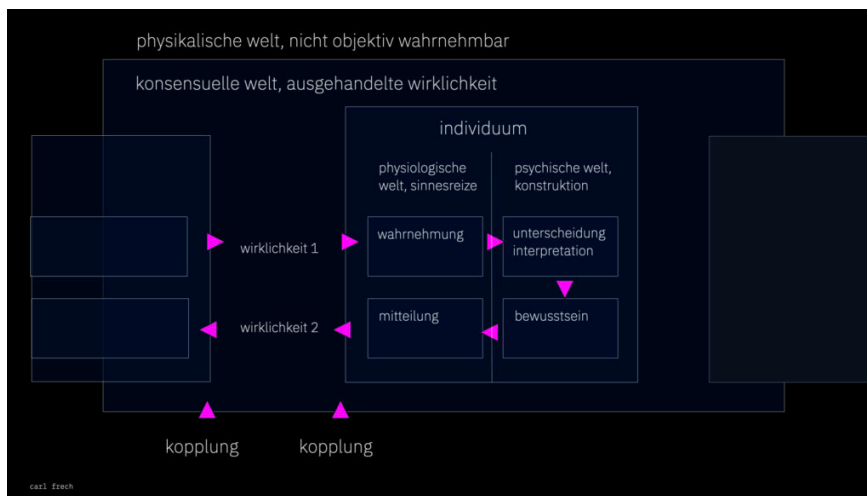 physikalische welt, nicht objektiv wahrnehmbar
konsensuelle welt, ausgehandelte wirklichkeit
individuum
physiologische
welt, sinnesreize
psychische welt,
konstruktion
wirklichkeit 1
wahrnehmung
unterscheidung
interpretation
wirklichkeit 2
mitteilung
bewusstsein
kopplung
kopplung
carl frech